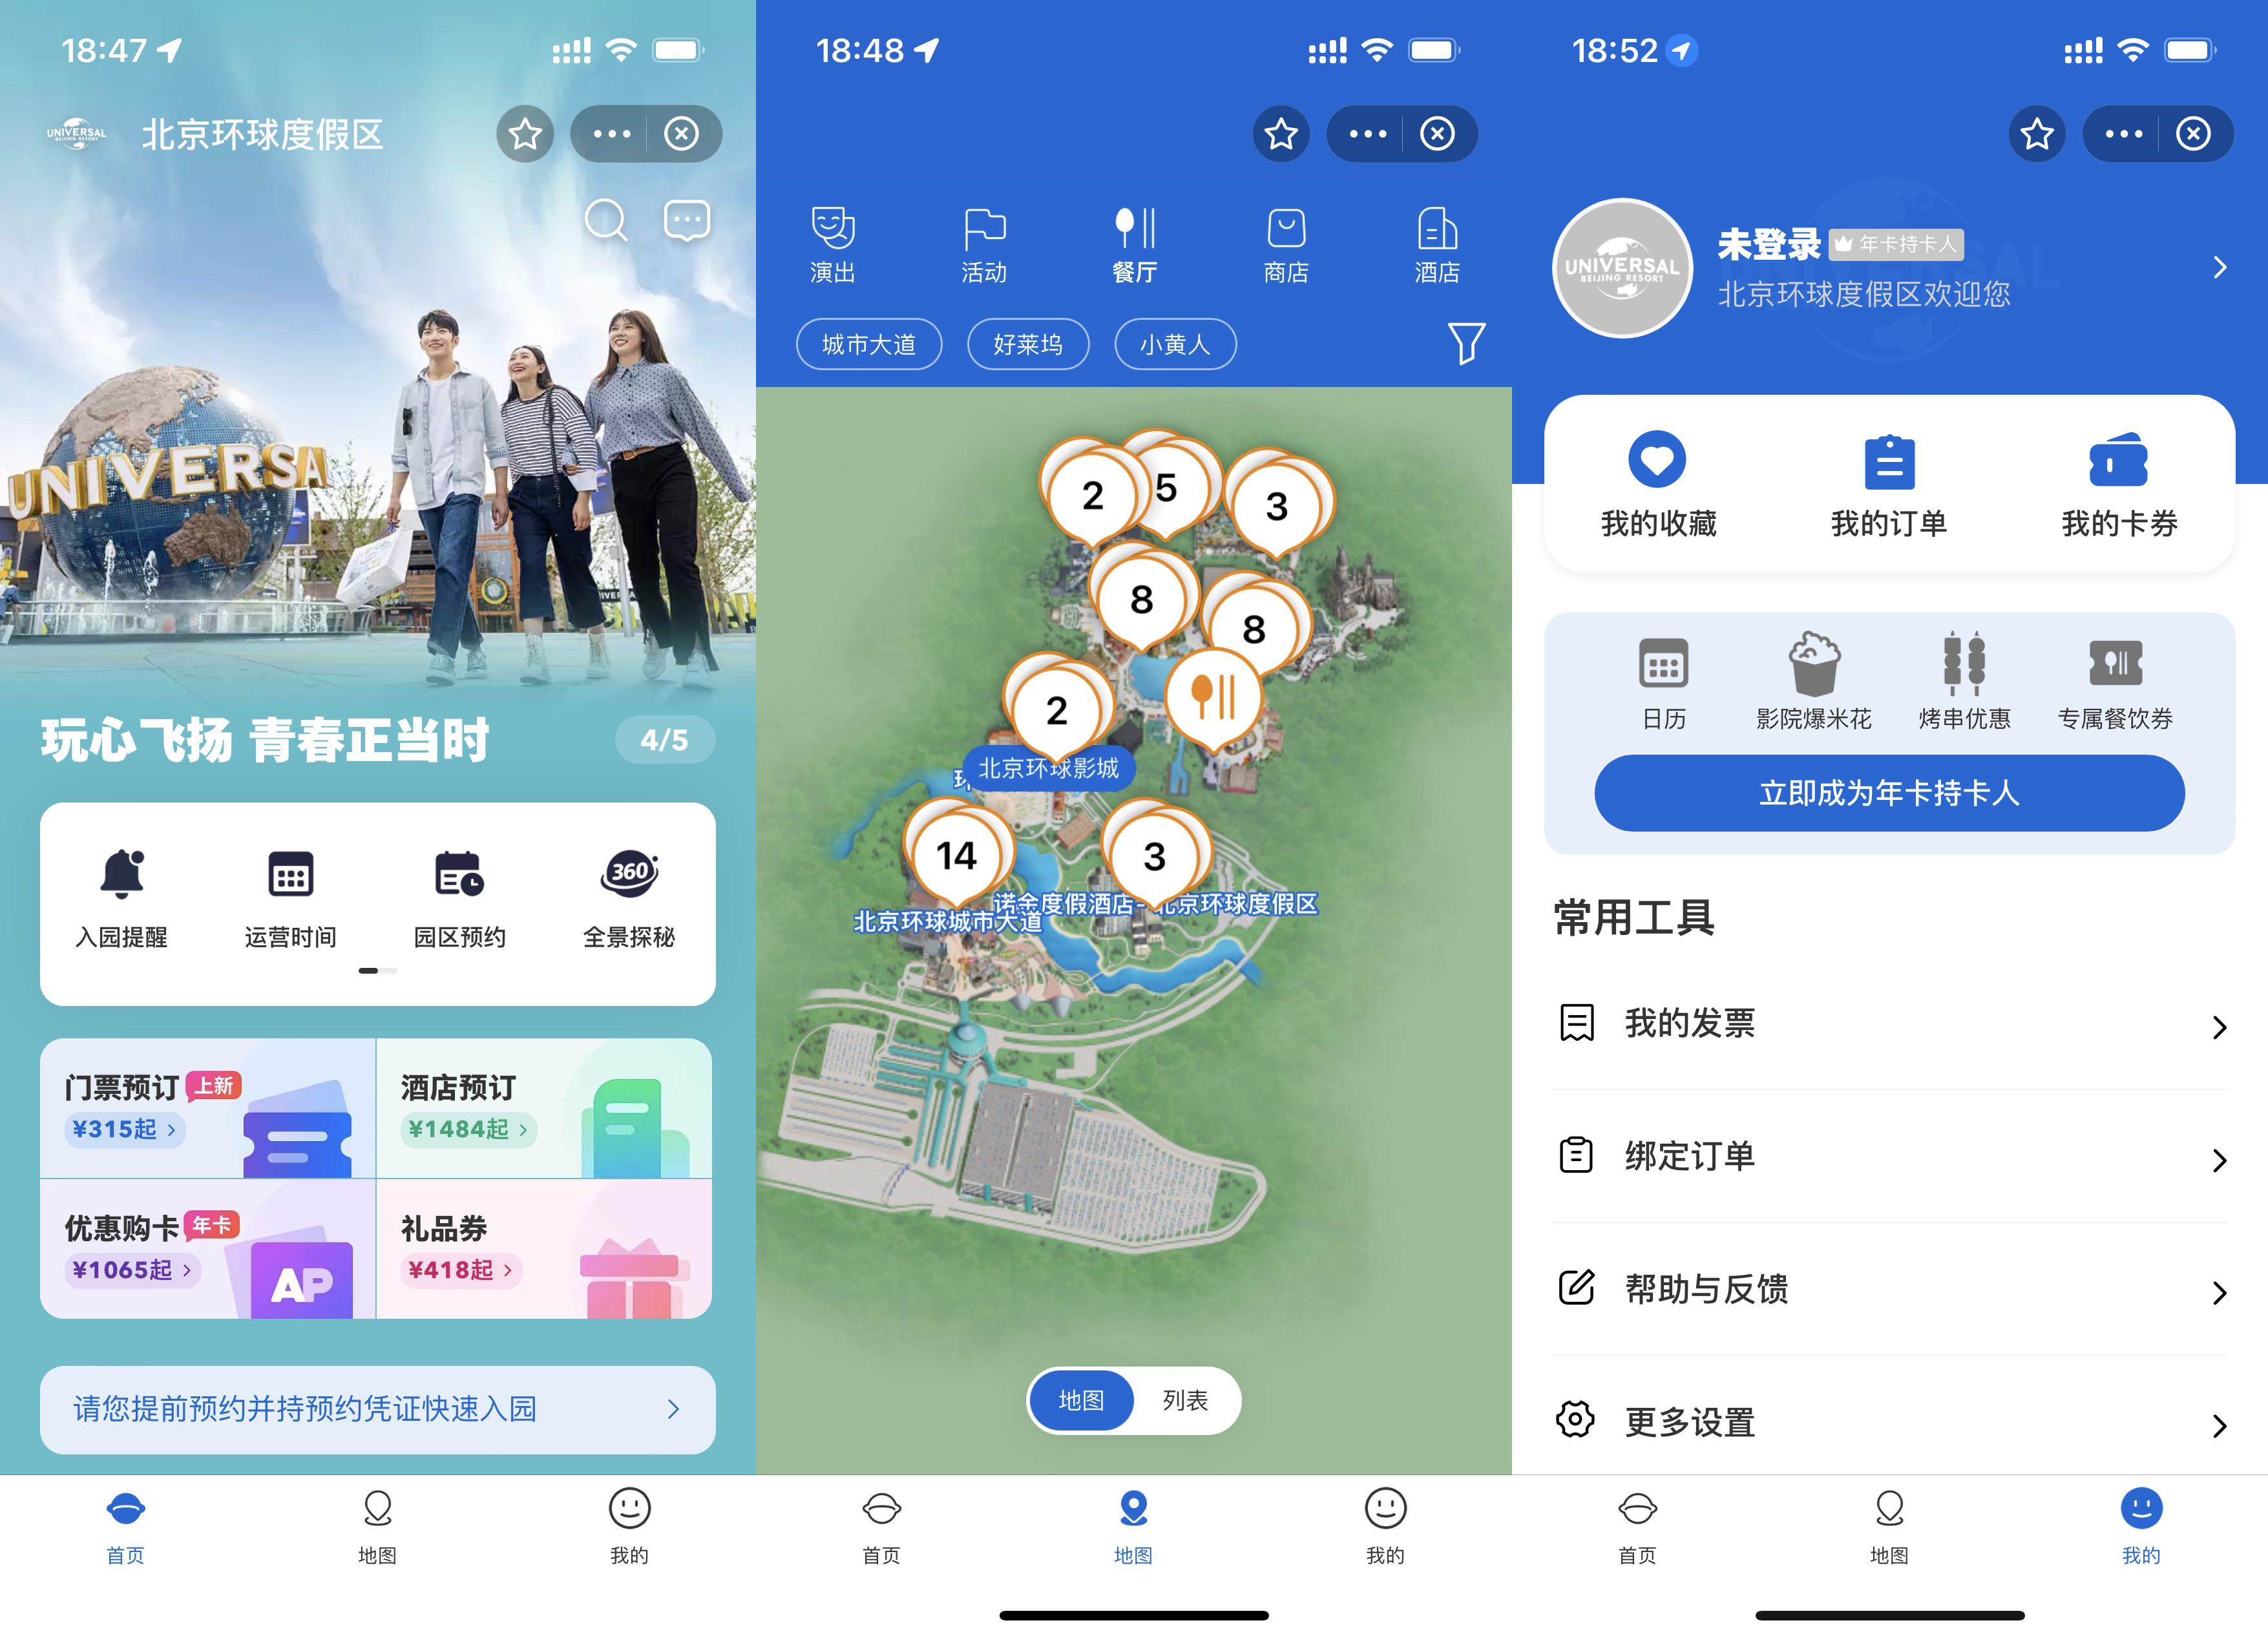 18:47
UNIVERSAL
BEIJING RESORT
北京环球度假区
UNIVERSA
玩心飞扬 青春正当时
4/5
入园提醒
运营时间
园区预约
360
全景探秘
门票预订
上新
¥315起
酒店预订
¥1484起
优惠购卡
年卡
¥1065起
AP
礼品券
¥418起
请您提前预约并持预约凭证快速入园
首页
地图
我的
18:48
演出
活动
餐厅
商店
酒店
城市大道
好莱坞
小黄人
2
5
3
8
8
2
北京环球影城
14
3
诺金度假酒店-北京环球度假区
北京环球城市大道
地图
列表
首页
地图
我的
18:52
UNIVERSAL
BEIJING RESORT
未登录
年卡持卡人
北京环球度假区欢迎您
我的收藏
我的订单
我的卡券
日历
影院爆米花
烤串优惠
专属餐饮券
立即成为年卡持卡人
常用工具
我的发票
绑定订单
帮助与反馈
更多设置
首页
地图
我的